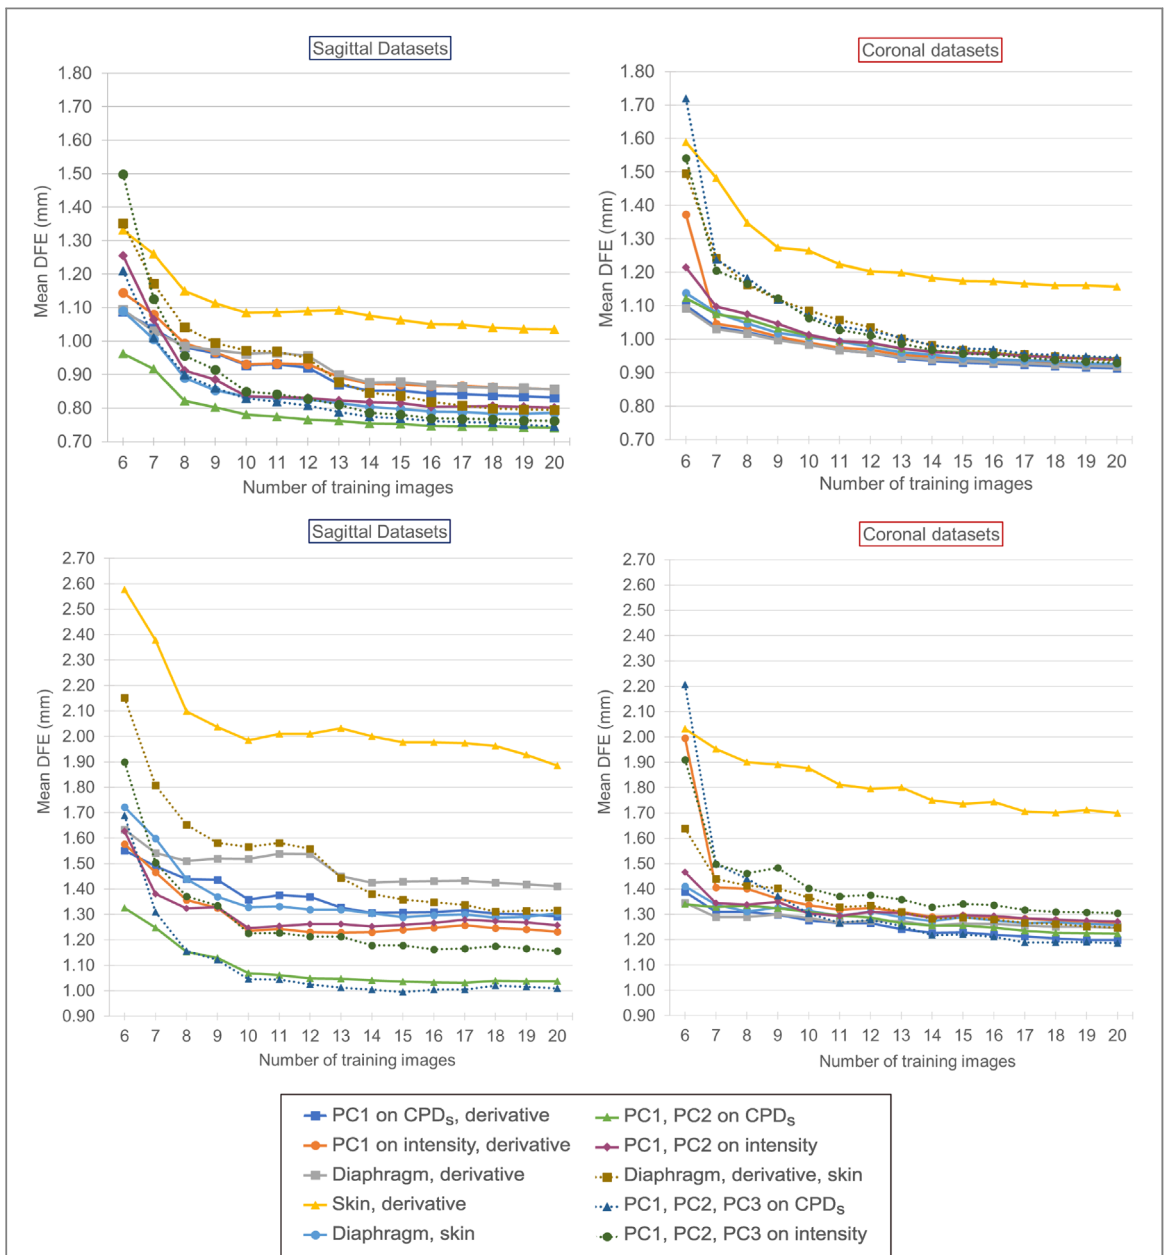 Sagittal Datasets
Mean DFE (mm)
1.80
1.70
1.60
1.50
1.40
1.30
1.20
1.10
1.00
0.90
0.80
0.70
6 7 8 9 10 11 12 13 14 15 16 17 18 19 20
Number of training images
Coronal datasets
Mean DFE (mm)
1.80
1.70
1.60
1.50
1.40
1.30
1.20
1.10
1.00
0.90
0.80
0.70
6 7 8 9 10 11 12 13 14 15 16 17 18 19 20
Number of training images
Sagittal Datasets
Mean DFE (mm)
2.70
2.60
2.50
2.40
2.30
2.20
2.10
2.00
1.90
1.80
1.70
1.60
1.50
1.40
1.30
1.20
1.10
1.00
0.90
6 7 8 9 10 11 12 13 14 15 16 17 18 19 20
Number of training images
Coronal datasets
Mean DFE (mm)
2.70
2.60
2.50
2.40
2.30
2.20
2.10
2.00
1.90
1.80
1.70
1.60
1.50
1.40
1.30
1.20
1.10
1.00
0.90
6 7 8 9 10 11 12 13 14 15 16 17 18 19 20
Number of training images
PC1 on CPDs, derivative
PC1 on intensity, derivative
Diaphragm, derivative
Skin, derivative
Diaphragm, skin
PC1, PC2 on CPDs
PC1, PC2 on intensity
Diaphragm, derivative, skin
PC1, PC2, PC3 on CPDs
PC1, PC2, PC3 on intensity